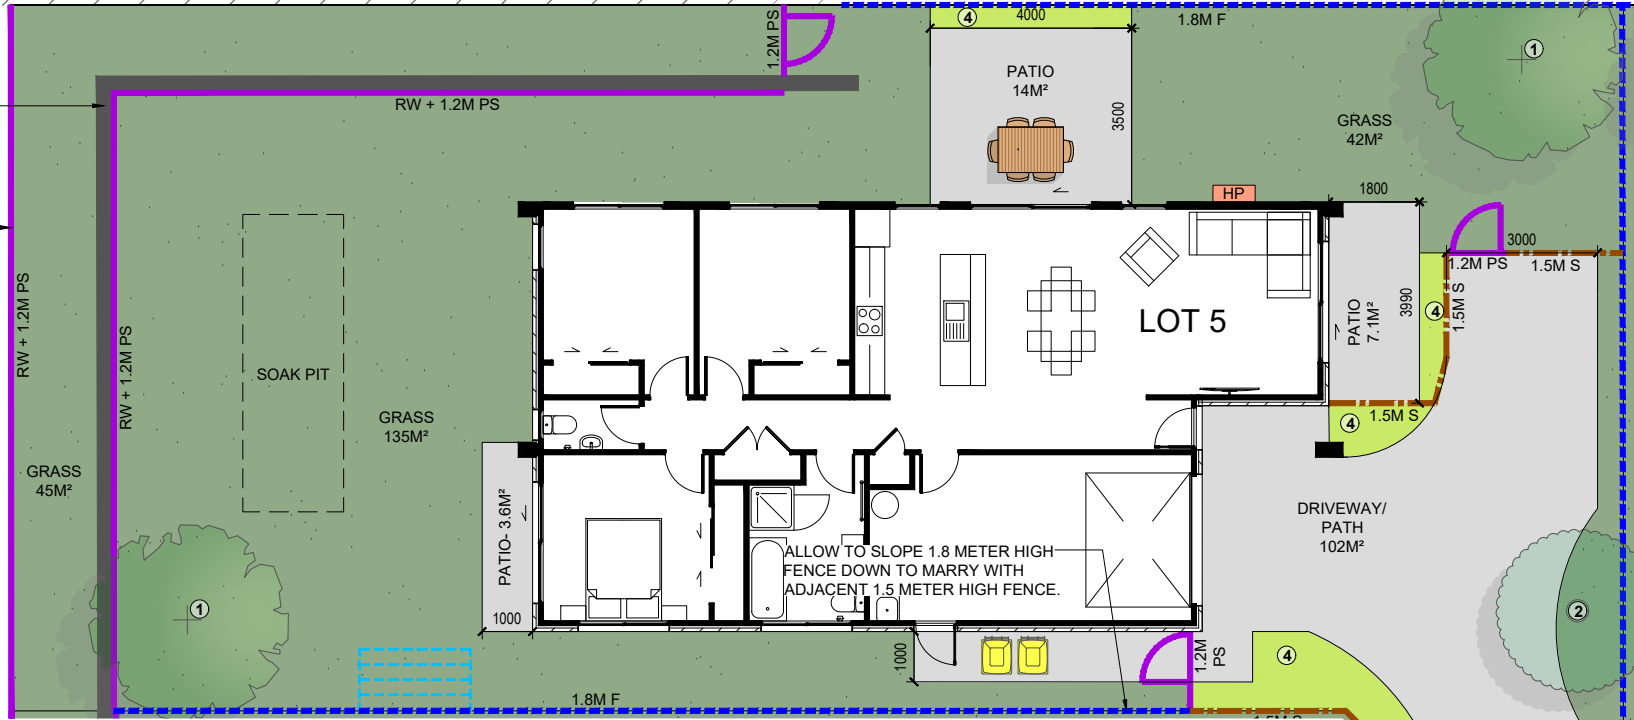 4
4000
1.8M F
1.2M PS
1
PATIO
14M²
RW + 1.2M PS
3500
GRASS
42M²
HP
1800
3000
1.2M PS
1.5M S
RW + 1.2M PS
RW + 1.2M PS
SOAK PIT
GRASS
135M²
LOT 5
PATIO
7.1M²
3990
4
1.5M S
1.5M S
4
GRASS
45M²
PATIO- 3.6M²
DRIVEWAY/
PATH
102M²
ALLOW TO SLOPE 1.8 METER HIGH
FENCE DOWN TO MARRY WITH
ADJACENT 1.5 METER HIGH FENCE.
1
2
1000
1000
1.2M
PS
4
1.8M F
1.5M S